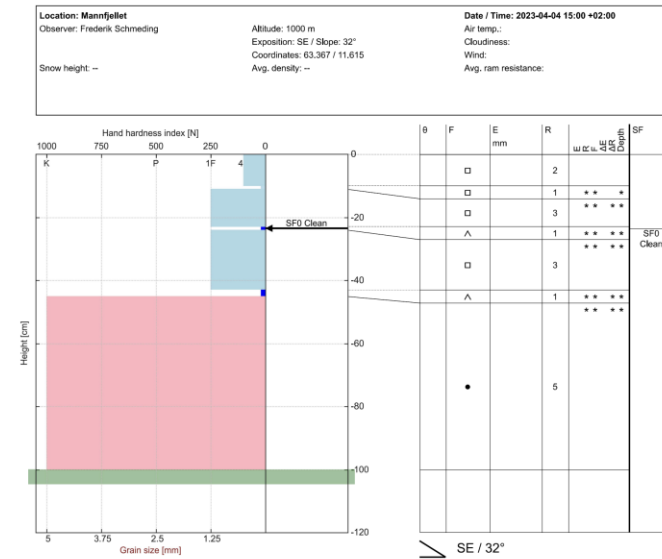 Location: Mannfjellet
Observer: Frederik Schmeding
Snow height: --
Altitude: 1000 m
Exposition: SE / Slope: 32°
Coordinates: 63.367 / 11.615
Avg. density: --
Date / Time: 2023-04-04 15:00 +02:00
Air temp.:
Cloudiness:
Wind:
Avg. ram resistance:
Hand hardness index [N]
1000 750 500 250 0
K P 1F 4
0
-20
-40
-60
-80
-100
-120
Height [cm]
SF0 Clean
5 3.75 2.5 1.25
Grain size [mm]
θ F E R E R F ΔE ΔR Depth SF
mm
2
1 * * *
3 * * * *
1 * * * * SF0
Clean
3 * * * *
1 * * * *
5 * * * *
SE / 32°